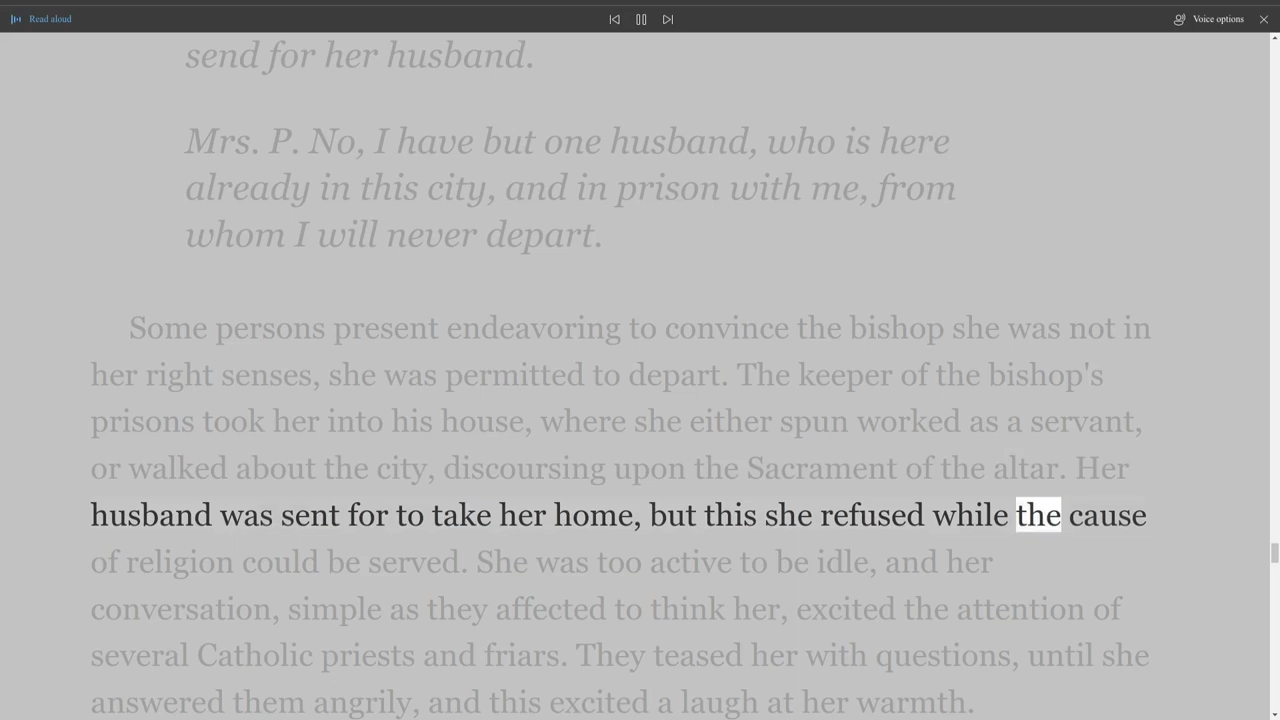 Read aloud
Voice options
send for her husband.
Mrs. P. No, I have but one husband, who is here
already in this city, and in prison with me, from
whom I will never depart.
Some persons present endeavoring to convince the bishop she was not in
her right senses, she was permitted to depart. The keeper of the bishop's
prisons took her into his house, where she either spun worked as a servant,
or walked about the city, discoursing upon the Sacrament of the altar. Her
husband was sent for to take her home, but this she refused while the cause
of religion could be served. She was too active to be idle, and her
conversation, simple as they affected to think her, excited the attention of
several Catholic priests and friars. They teased her with questions, until she
answered them angrily, and this excited a laugh at her warmth.